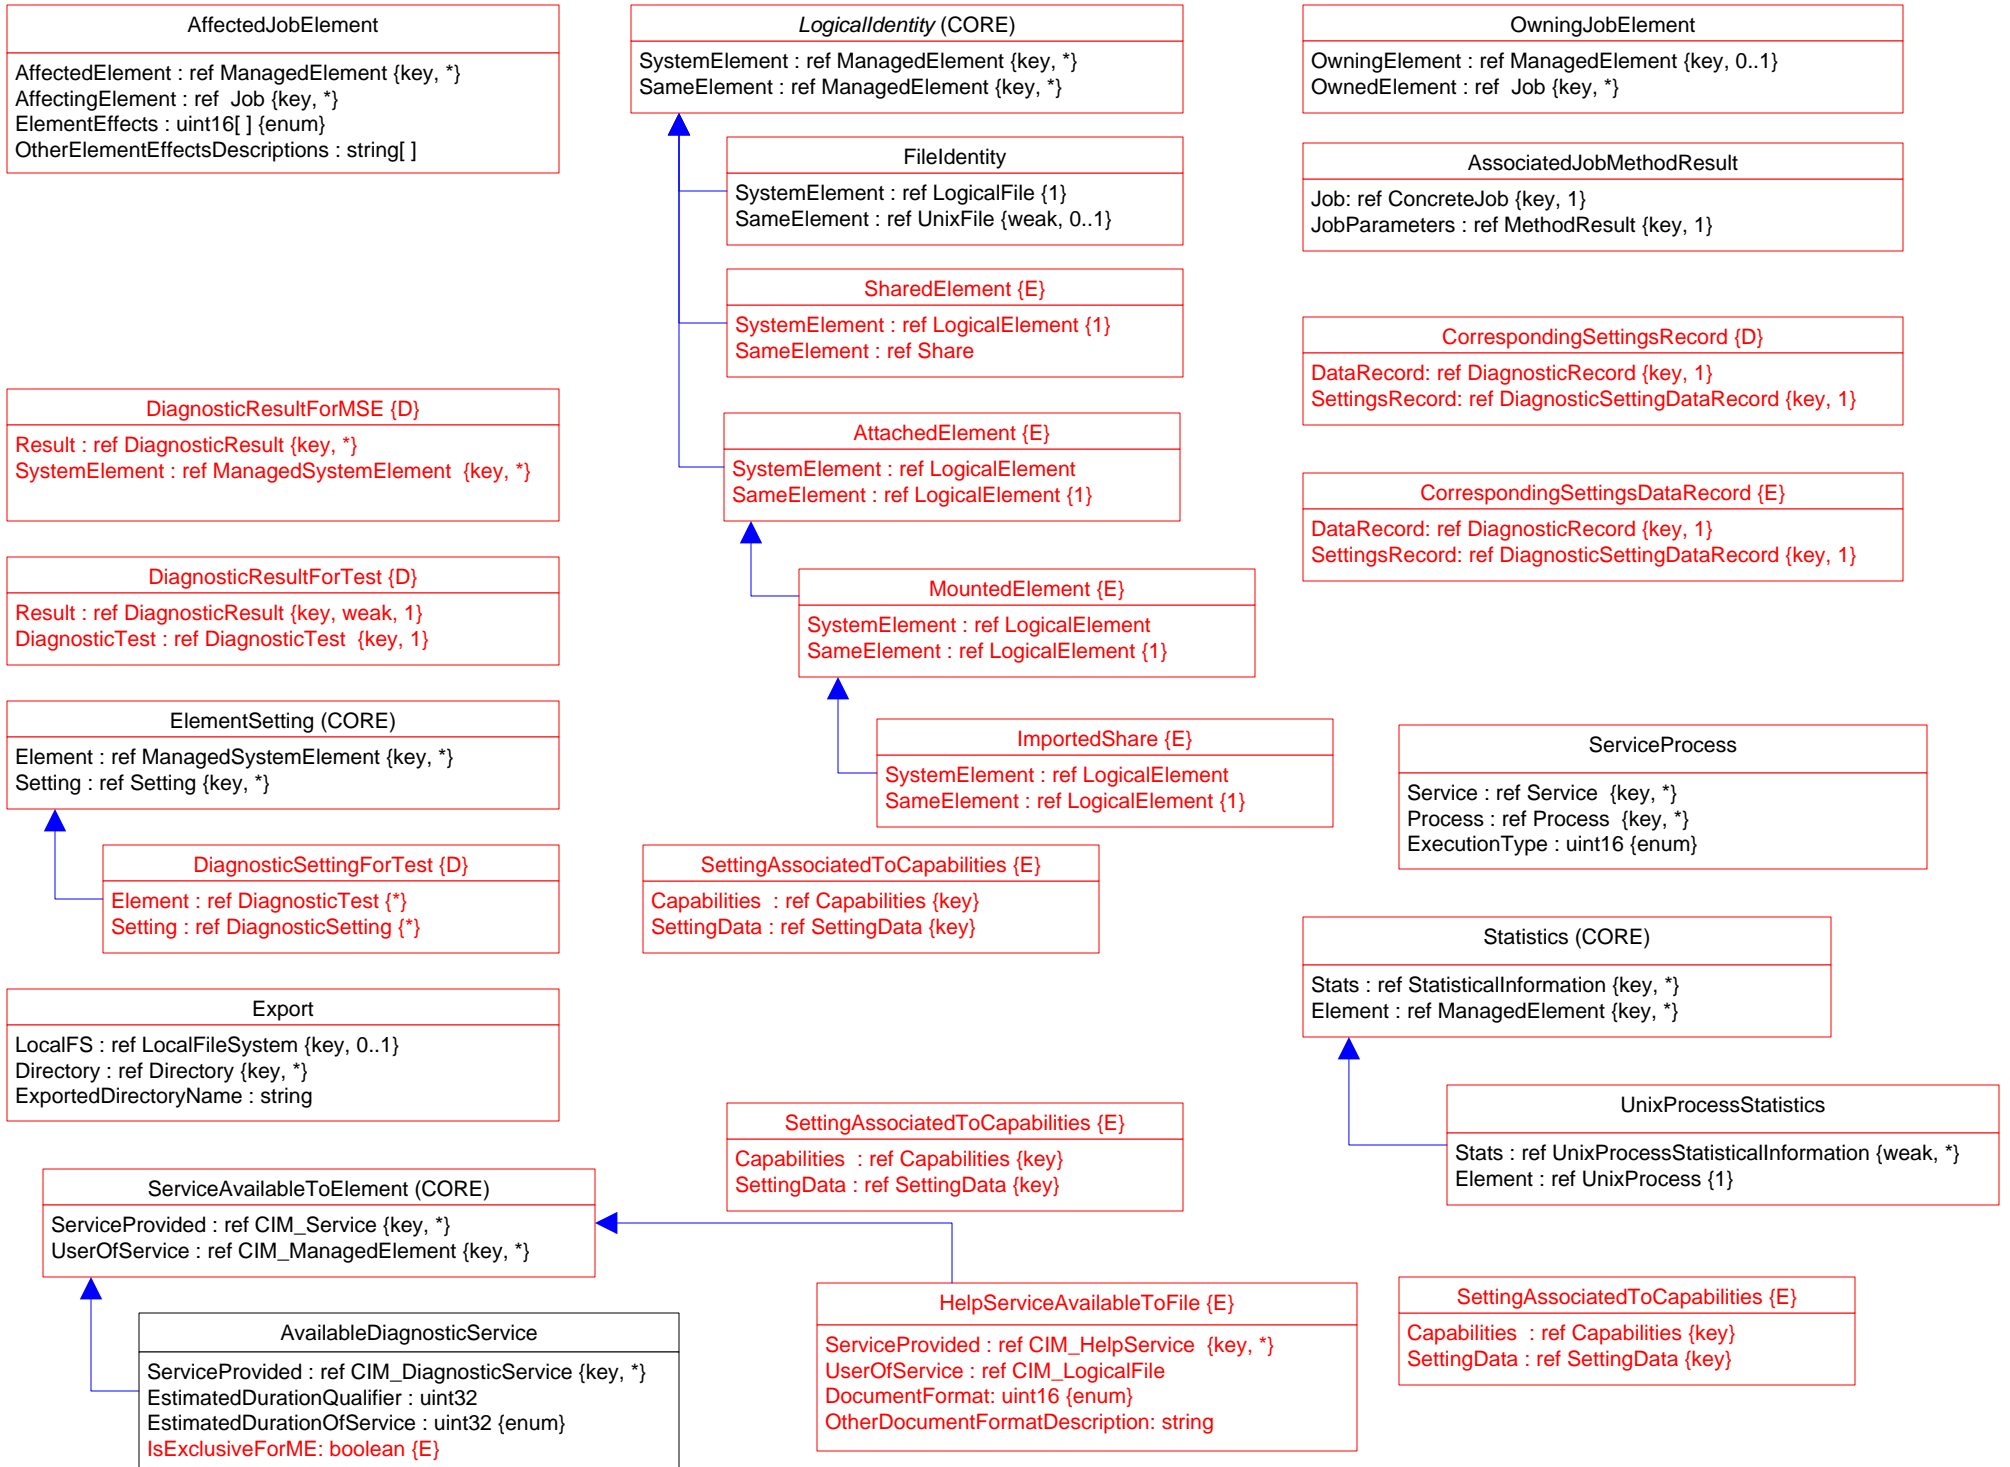 AffectedJobElement
AffectedElement : ref ManagedElement {key, *}
AffectingElement : ref  Job {key, *}
ElementEffects : uint16[ ] {enum}
OtherElementEffectsDescriptions : string[ ]
LogicalIdentity (CORE)
SystemElement : ref ManagedElement {key, *}
SameElement : ref ManagedElement {key, *}
OwningJobElement
OwningElement : ref ManagedElement {key, 0..1}
OwnedElement : ref  Job {key, *}
FileIdentity
SystemElement : ref LogicalFile {1}
SameElement : ref UnixFile {weak, 0..1}
AssociatedJobMethodResult
Job: ref ConcreteJob {key, 1}
JobParameters : ref MethodResult {key, 1}
SharedElement {E}
SystemElement : ref LogicalElement {1}
SameElement : ref Share
CorrespondingSettingsRecord {D}
DataRecord: ref DiagnosticRecord {key, 1}
SettingsRecord: ref DiagnosticSettingDataRecord {key, 1}
DiagnosticResultForMSE {D}
Result : ref DiagnosticResult {key, *}
SystemElement : ref ManagedSystemElement  {key, *}
AttachedElement {E}
SystemElement : ref LogicalElement
SameElement : ref LogicalElement {1}
CorrespondingSettingsDataRecord {E}
DataRecord: ref DiagnosticRecord {key, 1}
SettingsRecord: ref DiagnosticSettingDataRecord {key, 1}
DiagnosticResultForTest {D}
Result : ref DiagnosticResult {key, weak, 1}
DiagnosticTest : ref DiagnosticTest  {key, 1}
MountedElement {E}
SystemElement : ref LogicalElement
SameElement : ref LogicalElement {1}
ElementSetting (CORE)
Element : ref ManagedSystemElement {key, *}
Setting : ref Setting {key, *}
ImportedShare {E}
SystemElement : ref LogicalElement
SameElement : ref LogicalElement {1}
ServiceProcess
Service : ref Service  {key, *}
Process : ref Process  {key, *}
ExecutionType : uint16 {enum}
DiagnosticSettingForTest {D}
Element : ref DiagnosticTest {*}
Setting : ref DiagnosticSetting {*}
SettingAssociatedToCapabilities {E}
Capabilities  : ref Capabilities {key}
SettingData : ref SettingData {key}
Statistics (CORE)
Stats : ref StatisticalInformation {key, *}
Element : ref ManagedElement {key, *}
Export
LocalFS : ref LocalFileSystem {key, 0..1}
Directory : ref Directory {key, *}
ExportedDirectoryName : string
UnixProcessStatistics
Stats : ref UnixProcessStatisticalInformation {weak, *}
Element : ref UnixProcess {1}
SettingAssociatedToCapabilities {E}
Capabilities  : ref Capabilities {key}
SettingData : ref SettingData {key}
ServiceAvailableToElement (CORE)
ServiceProvided : ref CIM_Service {key, *}
UserOfService : ref CIM_ManagedElement {key, *}
HelpServiceAvailableToFile {E}
ServiceProvided : ref CIM_HelpService  {key, *}
UserOfService : ref CIM_LogicalFile
DocumentFormat: uint16 {enum}
OtherDocumentFormatDescription: string
SettingAssociatedToCapabilities {E}
Capabilities  : ref Capabilities {key}
SettingData : ref SettingData {key}
AvailableDiagnosticService
ServiceProvided : ref CIM_DiagnosticService {key, *}
EstimatedDurationQualifier : uint32
EstimatedDurationOfService : uint32 {enum}
IsExclusiveForME: boolean {E}